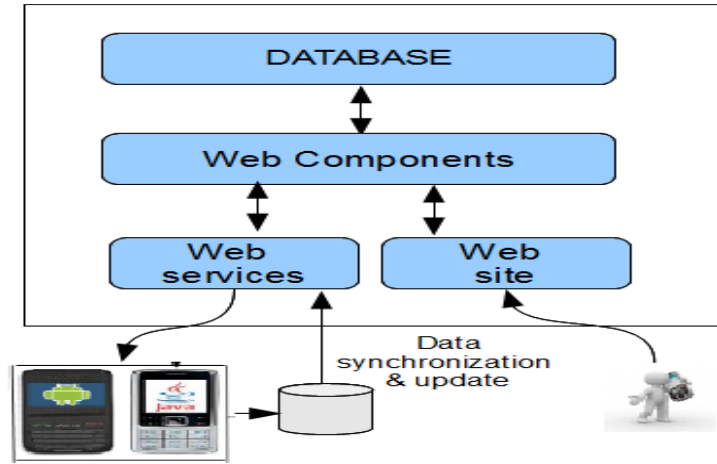 DATABASE
Web Components
Web
services
Web
site
Data
synchronization
& update
Java